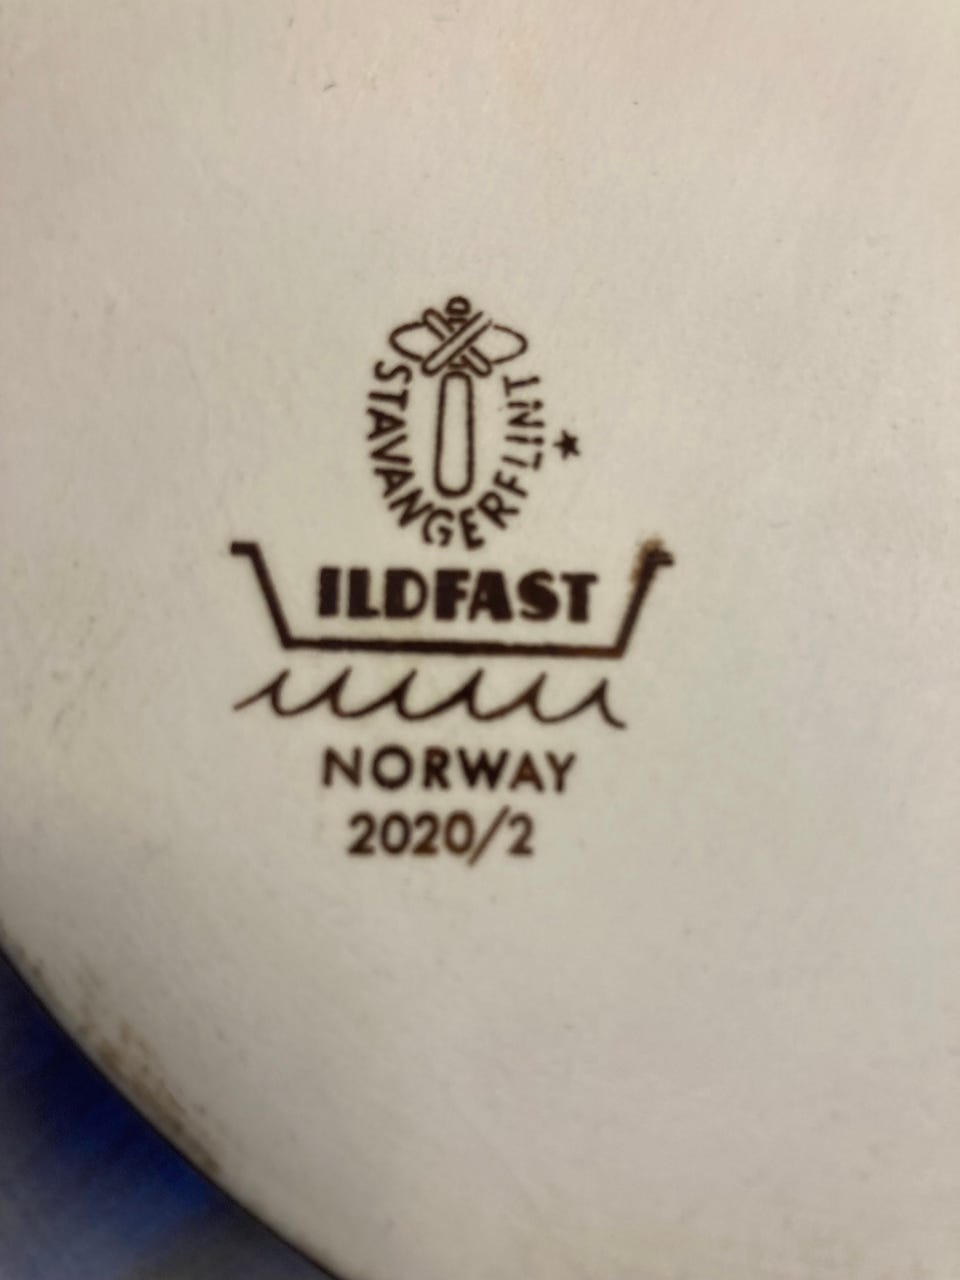 STAVANGERFLINT
ILDFAST
NORWAY
2020/2